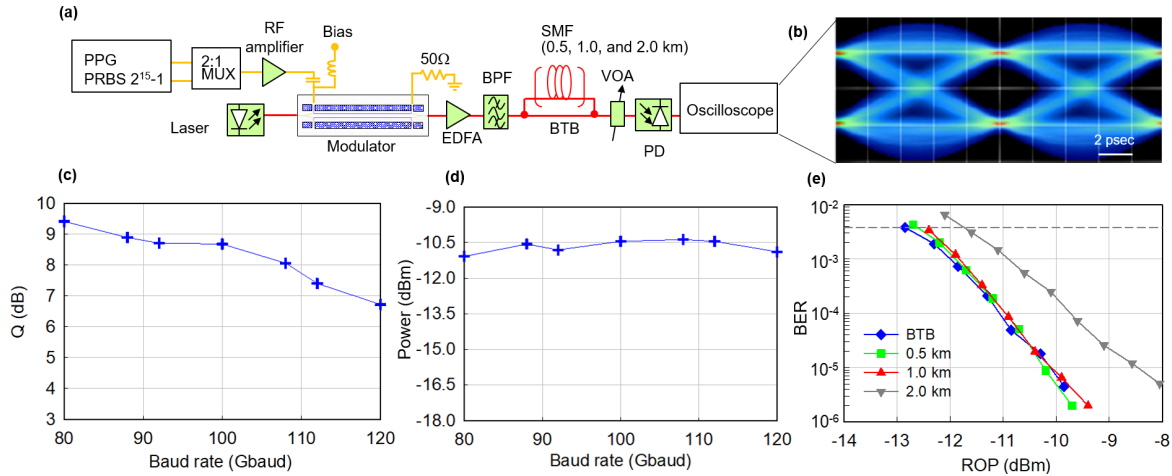 (a)
PPG
PRBS 2¹⁵-1
2:1
MUX
RF
amplifier
Bias
50Ω
Laser
Modulator
EDFA
BPF
SMF
(0.5, 1.0, and 2.0 km)
BTB
VOA
PD
Oscilloscope
(b)
2 psec
(c)
10
9
8
7
6
5
4
3
Q (dB)
80 90 100 110 120
Baud rate (Gbaud)
(d)
-9.0
-10.5
-12.0
-13.5
-15.0
-16.5
-18.0
Power (dBm)
80 90 100 110 120
Baud rate (Gbaud)
(e)
10⁻²
10⁻³
10⁻⁴
10⁻⁵
10⁻⁶
BER
BTB
0.5 km
1.0 km
2.0 km
-14 -13 -12 -11 -10 -9 -8
ROP (dBm)